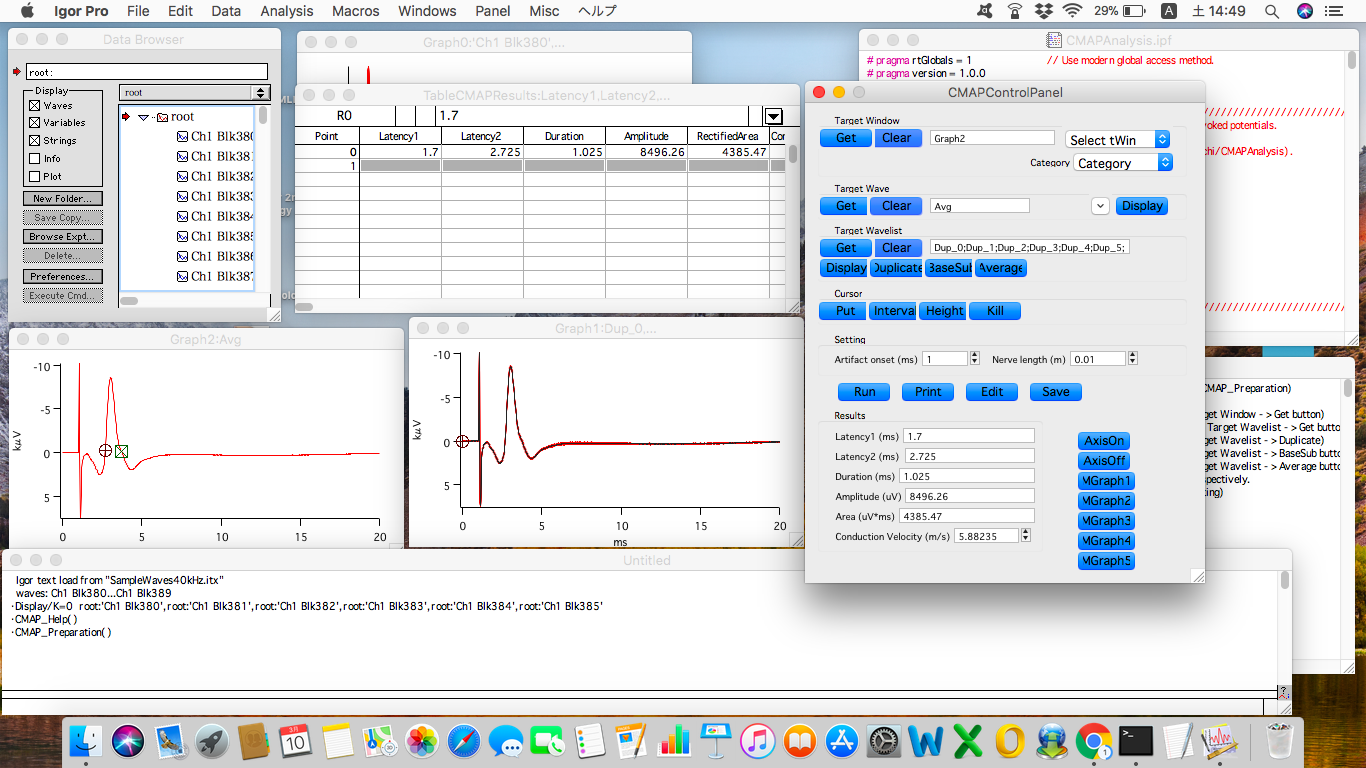 Igor Pro File Edit Data Analysis Macros Windows Panel Misc ヘルプ 29% A 土 14:49
Data Browser
root:
Display
Waves
Variables
Strings
Info
Plot
New Folder...
Save Copy...
Browse Expt...
Delete...
Preferences...
Execute Cmd...
root
root
Ch1 Blk380
Ch1 Blk381
Ch1 Blk382
Ch1 Blk383
Ch1 Blk384
Ch1 Blk385
Ch1 Blk386
Ch1 Blk387
Graph0:'Ch1 Blk380',...
TableCMAPResults:Latency1,Latency2,...
R0 1.7
Point Latency1 Latency2 Duration Amplitude RectifiedArea
0 1.7 2.725 1.025 8496.26 4385.47
1
CMAPAnalysis.ipf
#pragma rtGlobals = 1 // Use modern global access method.
#pragma version = 1.0.0
CMAPControlPanel
Target Window
Get Clear Graph2 Select tWin
Category Category
Target Wave
Get Clear Avg Display
Target Wavelist
Get Clear Dup_0;Dup_1;Dup_2;Dup_3;Dup_4;Dup_5;
Display Duplicate BaseSub Average
Cursor
Put Interval Height Kill
Setting
Artifact onset (ms) 1 Nerve length (m) 0.01
Run Print Edit Save
Results
Latency1 (ms) 1.7
Latency2 (ms) 2.725
Duration (ms) 1.025
Amplitude (uV) 8496.26
Area (uV*ms) 4385.47
Conduction Velocity (m/s) 5.88235
AxisOn
AxisOff
MGraph1
MGraph2
MGraph3
MGraph4
MGraph5
voked potentials.
chi/CMAPAnalysis).
CMAP_Preparation)
get Window -> Get button)
Target Wavelist -> Get butto
get Wavelist -> Duplicate)
get Wavelist -> BaseSub butto
get Wavelist -> Average butto
spectively.
ting)
Graph2:Avg
-10
-5
0
5
kμV
0 5 10 15 20
Graph1:Dup_0,...
-10
-5
0
5
kμV
0 5 10 15 20
ms
Untitled
Igor text load from "SampleWaves40kHz.itx"
waves: Ch1 Blk380...Ch1 Blk389
•Display/K=0 root:'Ch1 Blk380',root:'Ch1 Blk381',root:'Ch1 Blk382',root:'Ch1 Blk383',root:'Ch1 Blk384',root:'Ch1 Blk385'
•CMAP_Help()
•CMAP_Preparation()
3月
10